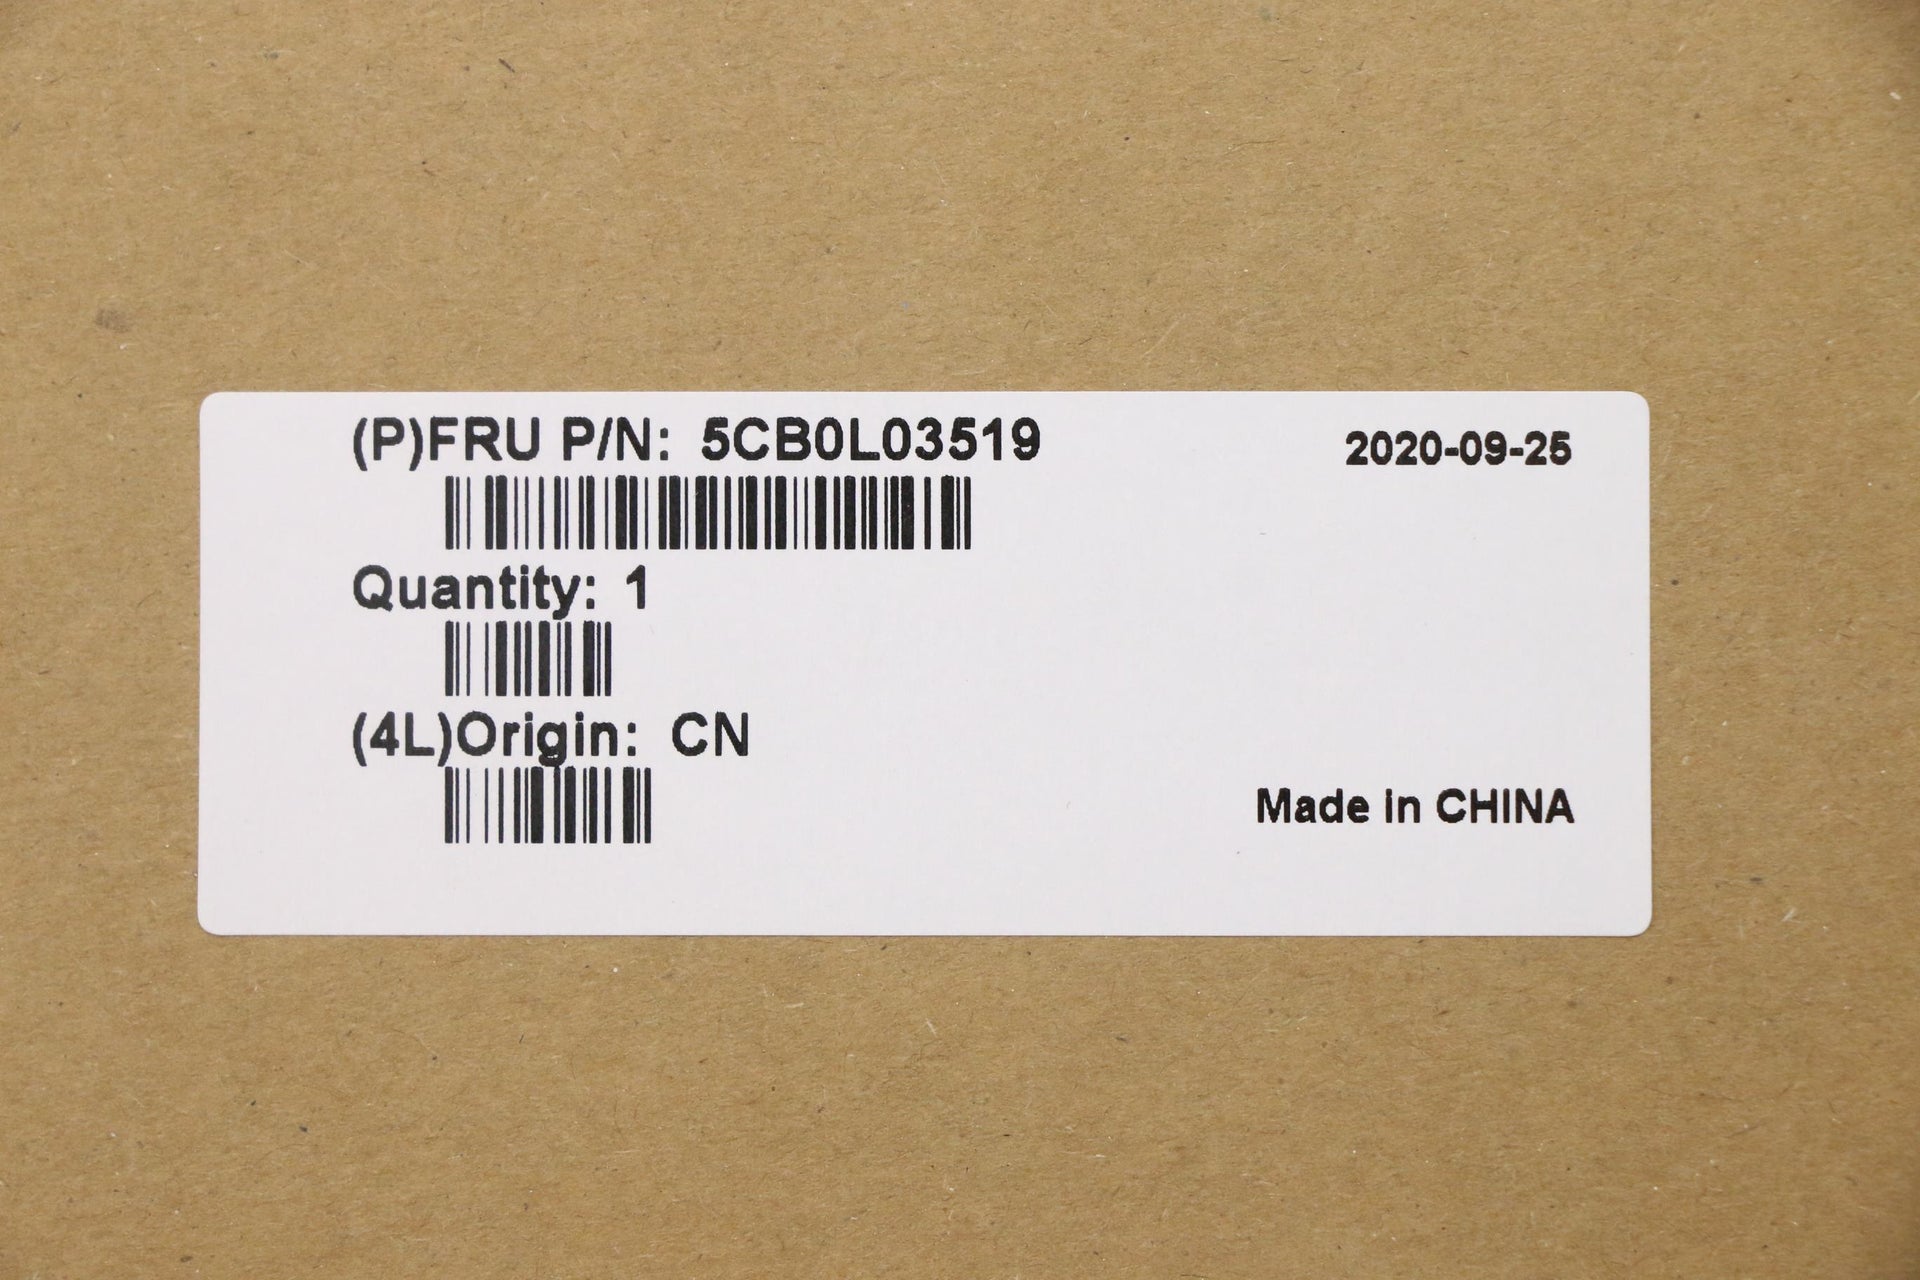 (P)FRU P/N: 5CB0L03519
2020-09-25
Quantity: 1
(4L)Origin: CN
Made in CHINA